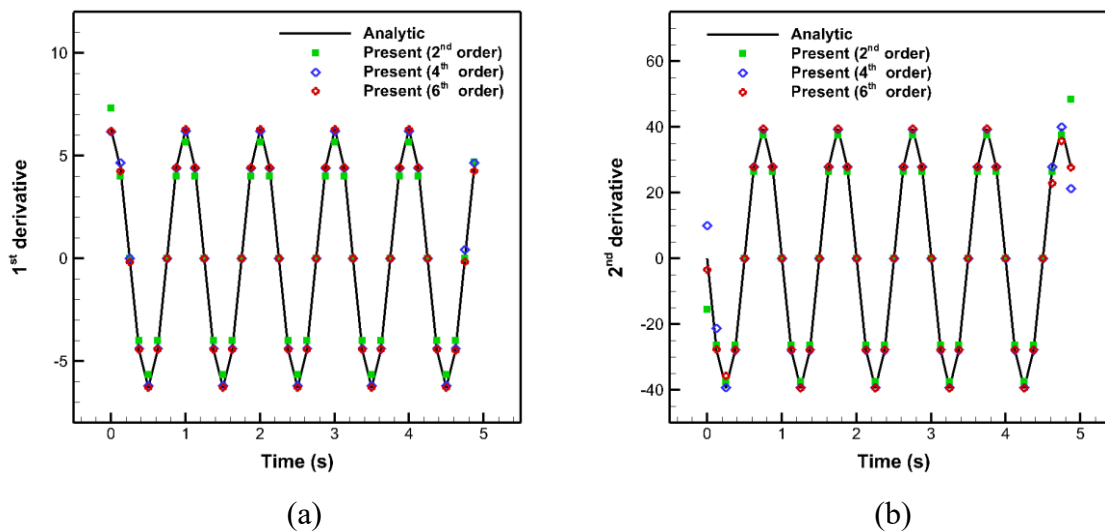 Analytic
Present (2nd order)
Present (4th order)
Present (6th order)
10
5
0
-5
1st derivative
0 1 2 3 4 5
Time (s)
(a)
Analytic
Present (2nd order)
Present (4th order)
Present (6th order)
60
40
20
0
-20
-40
2nd derivative
0 1 2 3 4 5
Time (s)
(b)